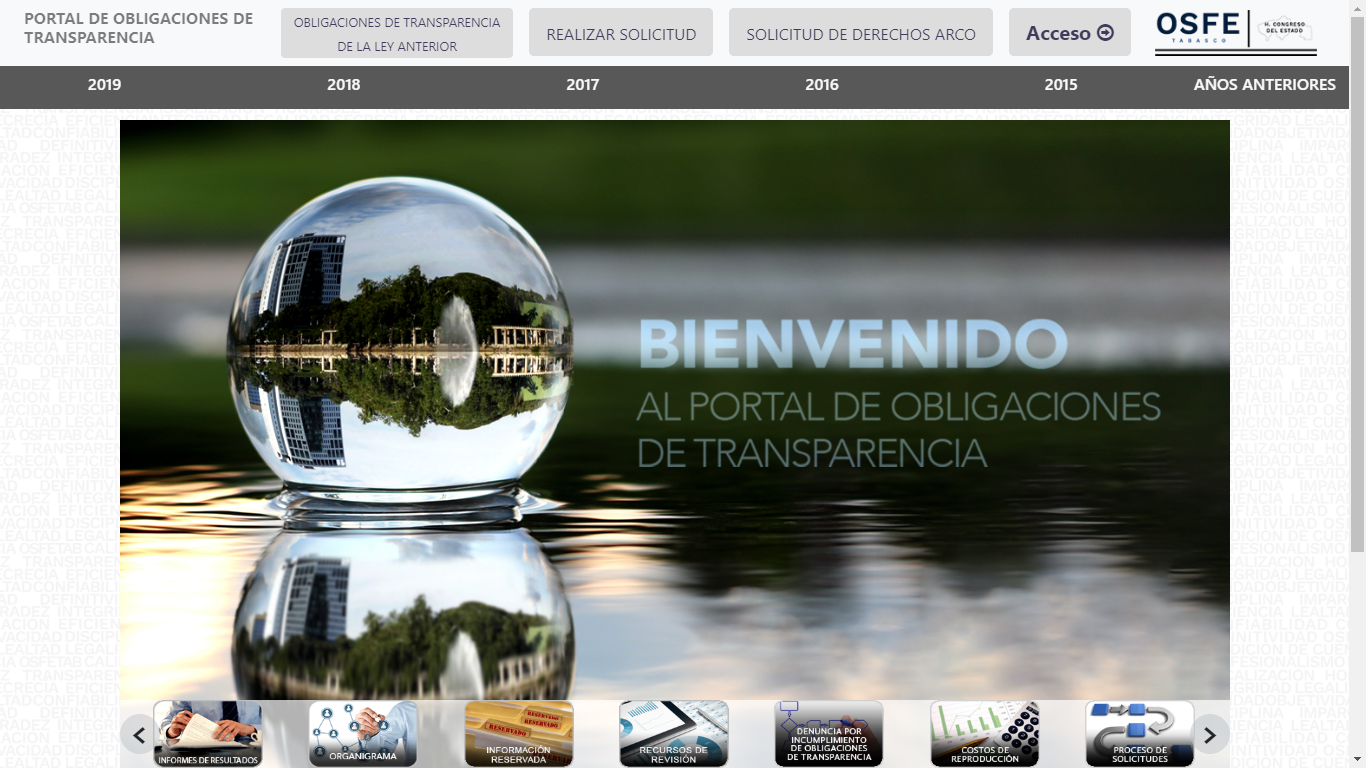 PORTAL DE OBLIGACIONES DE
TRANSPARENCIA
OBLIGACIONES DE TRANSPARENCIA
DE LA LEY ANTERIOR
REALIZAR SOLICITUD
SOLICITUD DE DERECHOS ARCO
Acceso
OSFE
TABASCO
H. CONGRESO
DEL ESTADO
2019
2018
2017
2016
2015
AÑOS ANTERIORES
BIENVENIDO
AL PORTAL DE OBLIGACIONES
DE TRANSPARENCIA
INFORMES DE RESULTADOS
ORGANIGRAMA
RESERVADO
RESERVADO
INFORMACIÓN
RESERVADA
RECURSOS DE
REVISIÓN
DENUNCIA POR
INCUMPLIMIENTO
DE OBLIGACIONES
DE TRANSPARENCIA
COSTOS DE
REPRODUCCIÓN
PROCESO DE
SOLICITUDES